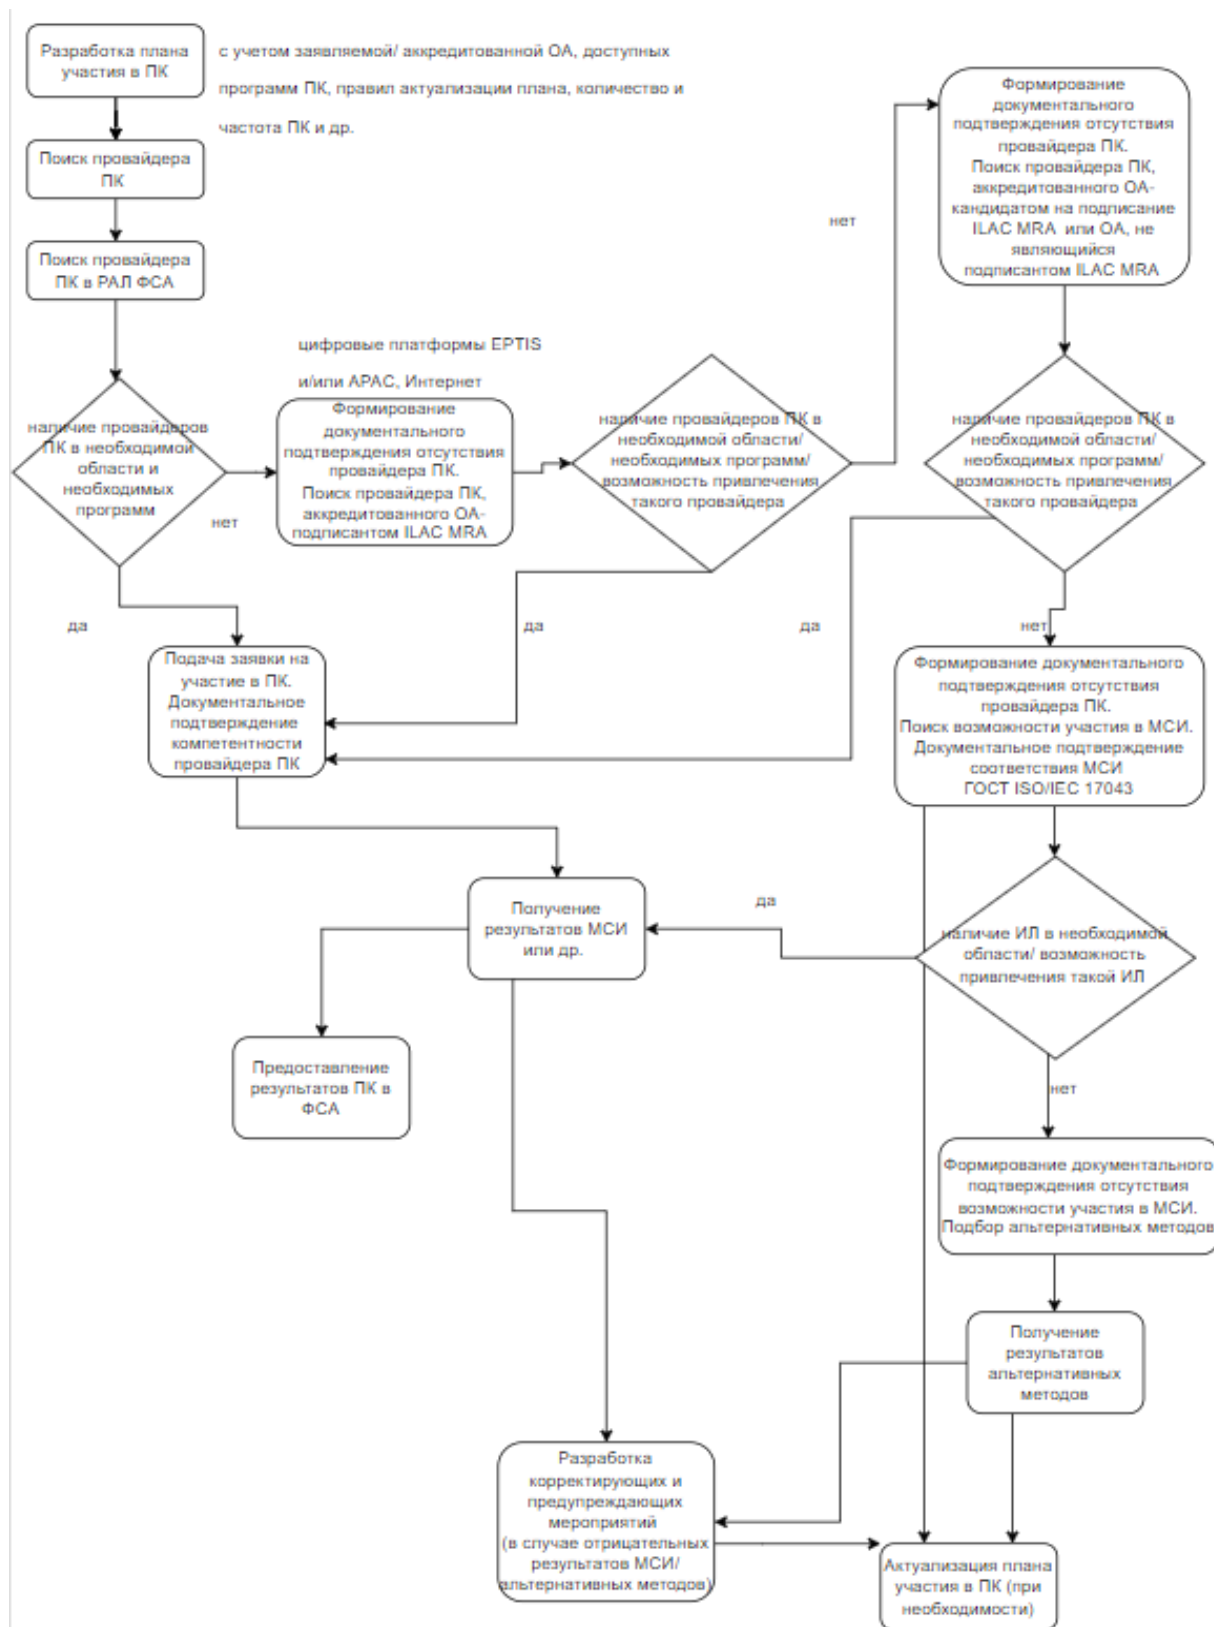 Разработка плана
участия в ПК
с учетом заявляемой/ аккредитованной ОА, доступных
программ ПК, правил актуализации плана, количество и
частота ПК и др.
Поиск провайдера
ПК
Поиск провайдера
ПК в РАЛ ФСА
наличие провайдеров
ПК в необходимой
области и
необходимых
программ
нет
да
цифровые платформы EPTIS
и/или APAC, Интернет
Формирование
документального
подтверждения отсутствия
провайдера ПК.
Поиск провайдера ПК,
аккредитованного ОА-
подписантом ILAC MRA
наличие провайдеров ПК в
необходимой области/
необходимых программ/
возможность привлечения
такого провайдера
нет
да
Формирование
документального
подтверждения отсутствия
провайдера ПК.
Поиск провайдера ПК,
аккредитованного ОА-
кандидатом на подписание
ILAC MRA или ОА, не
являющийся
подписантом ILAC MRA
наличие провайдеров ПК в
необходимой области/
необходимых программ/
возможность привлечения
такого провайдера
да
нет
Подача заявки на
участие в ПК.
Документальное
подтверждение
компетентности
провайдера ПК
Формирование документального
подтверждения отсутствия
провайдера ПК.
Поиск возможности участия в МСИ.
Документальное подтверждение
соответствия МСИ
ГОСТ ISO/IEC 17043
наличие ИЛ в необходимой
области/ возможность
привлечения такой ИЛ
да
нет
Получение
результатов МСИ
или др.
Предоставление
результатов ПК в
ФСА
Формирование документального
подтверждения отсутствия
возможности участия в МСИ.
Подбор альтернативных методов
Получение
результатов
альтернативных
методов
Разработка
корректирующих и
предупреждающих
мероприятий
(в случае отрицательных
результатов МСИ/
альтернативных методов)
Актуализация плана
участия в ПК (при
необходимости)